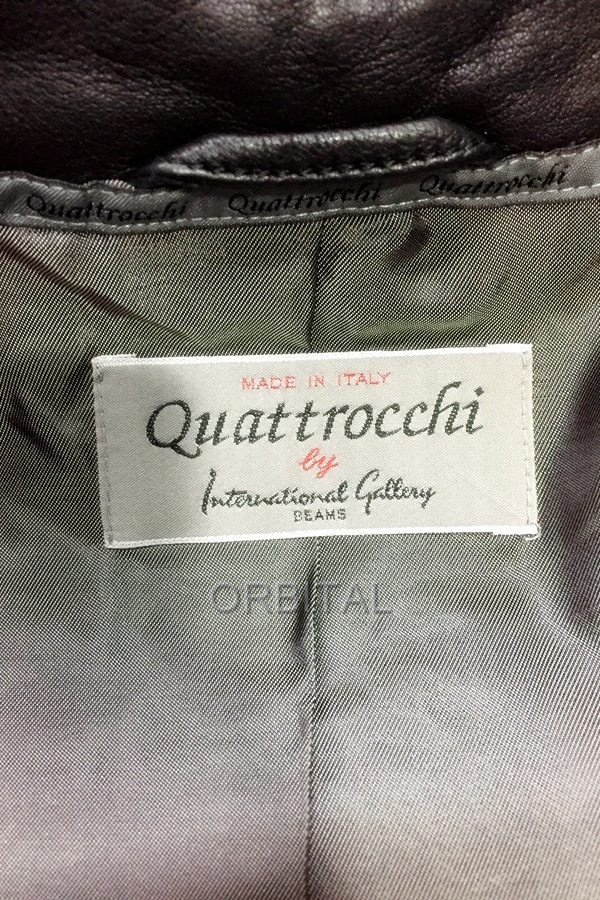 Quattrocchi Quattrocchi Quattrocchi
MADE IN ITALY
Quattrocchi
by
International Gallery
BEAMS
ORBITAL